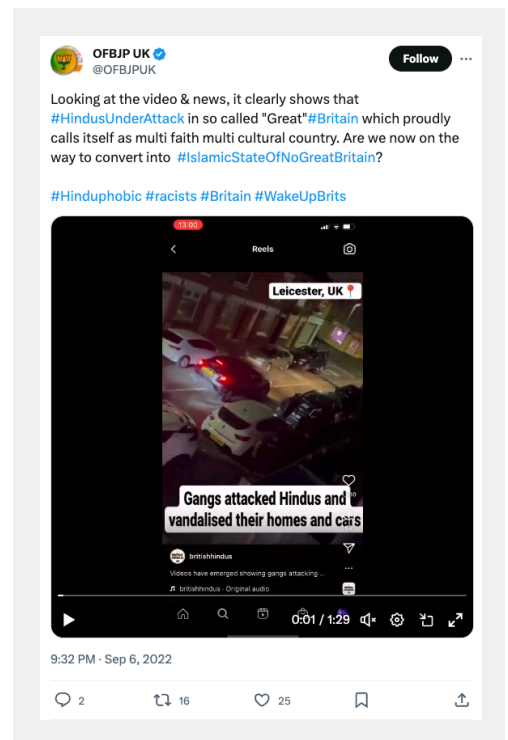 OFBJP UK
Follow
@OFBJPUK
Looking at the video & news, it clearly shows that
#HindusUnderAttack in so called "Great"#Britain which proudly
calls itself as multi faith multi cultural country. Are we now on the
way to convert into #IslamicStateOfNoGreatBritain?
#Hinduphobic #racists #Britain #WakeUpBrits
13:00
Reels
Leicester, UK
Gangs attacked Hindus and
vandalised their homes and cars
britishhindus
Videos have emerged showing gangs attacking ...
britishhindus · Original audio
0:01 / 1:29
9:32 PM · Sep 6, 2022
2
16
25